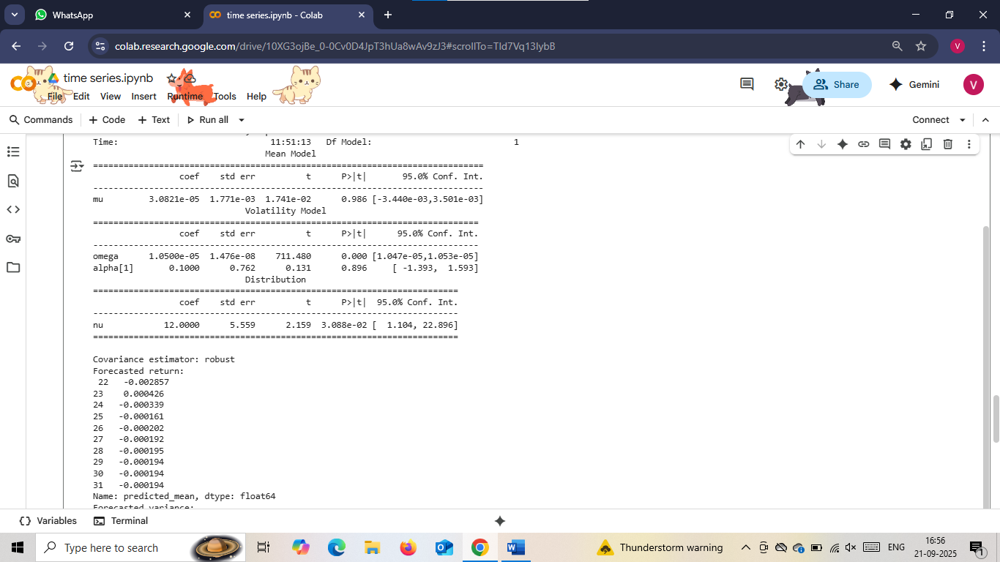 WhatsApp
time series.ipynb - Colab
colab.research.google.com/drive/10XG3ojBe_0-0Cv0D4JpT3hUa8wAv9zJ3#scrollTo=TId7Vq13IybB
V
time series.ipynb
File Edit View Insert Runtime Tools Help
Share
Gemini
V
Commands + Code + Text Run all
Connect
Time: 11:51:13 Df Model: 1
Mean Model
==========================================================================
coef std err t P>|t| 95.0% Conf. Int.
--------------------------------------------------------------------------
mu 3.0821e-05 1.771e-03 1.741e-02 0.986 [-3.440e-03,3.501e-03]
Volatility Model
==========================================================================
coef std err t P>|t| 95.0% Conf. Int.
--------------------------------------------------------------------------
omega 1.0500e-05 1.476e-08 711.480 0.000 [1.047e-05,1.053e-05]
alpha[1] 0.1000 0.762 0.131 0.896 [ -1.393, 1.593]
Distribution
========================================================================
coef std err t P>|t| 95.0% Conf. Int.
------------------------------------------------------------------------
nu 12.0000 5.559 2.159 3.088e-02 [ 1.104, 22.896]
========================================================================
Covariance estimator: robust
Forecasted return:
22 -0.002857
23 0.000426
24 -0.000339
25 -0.000161
26 -0.000202
27 -0.000192
28 -0.000195
29 -0.000194
30 -0.000194
31 -0.000194
Name: predicted_mean, dtype: float64
Forecasted variance:
Variables
Terminal
Type here to search
Thunderstorm warning
ENG
16:56
21-09-2025
1